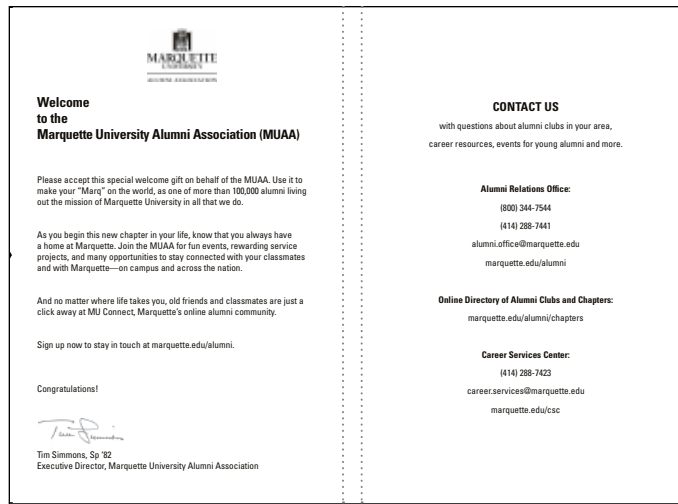 MARQUETTE
UNIVERSITY
ALUMNI ASSOCIATION
Welcome
to the
Marquette University Alumni Association (MUAA)
Please accept this special welcome gift on behalf of the MUAA. Use it to
make your “Marq” on the world, as one of more than 100,000 alumni living
out the mission of Marquette University in all that we do.
As you begin this new chapter in your life, know that you always have
a home at Marquette. Join the MUAA for fun events, rewarding service
projects, and many opportunities to stay connected with your classmates
and with Marquette—on campus and across the nation.
And no matter where life takes you, old friends and classmates are just a
click away at MU Connect, Marquette’s online alumni community.
Sign up now to stay in touch at marquette.edu/alumni.
Congratulations!
Tim Simmons
Tim Simmons, Sp ’82
Executive Director, Marquette University Alumni Association
CONTACT US
with questions about alumni clubs in your area,
career resources, events for young alumni and more.
Alumni Relations Office:
(800) 344-7544
(414) 288-7441
alumni.office@marquette.edu
marquette.edu/alumni
Online Directory of Alumni Clubs and Chapters:
marquette.edu/alumni/chapters
Career Services Center:
(414) 288-7423
career.services@marquette.edu
marquette.edu/csc